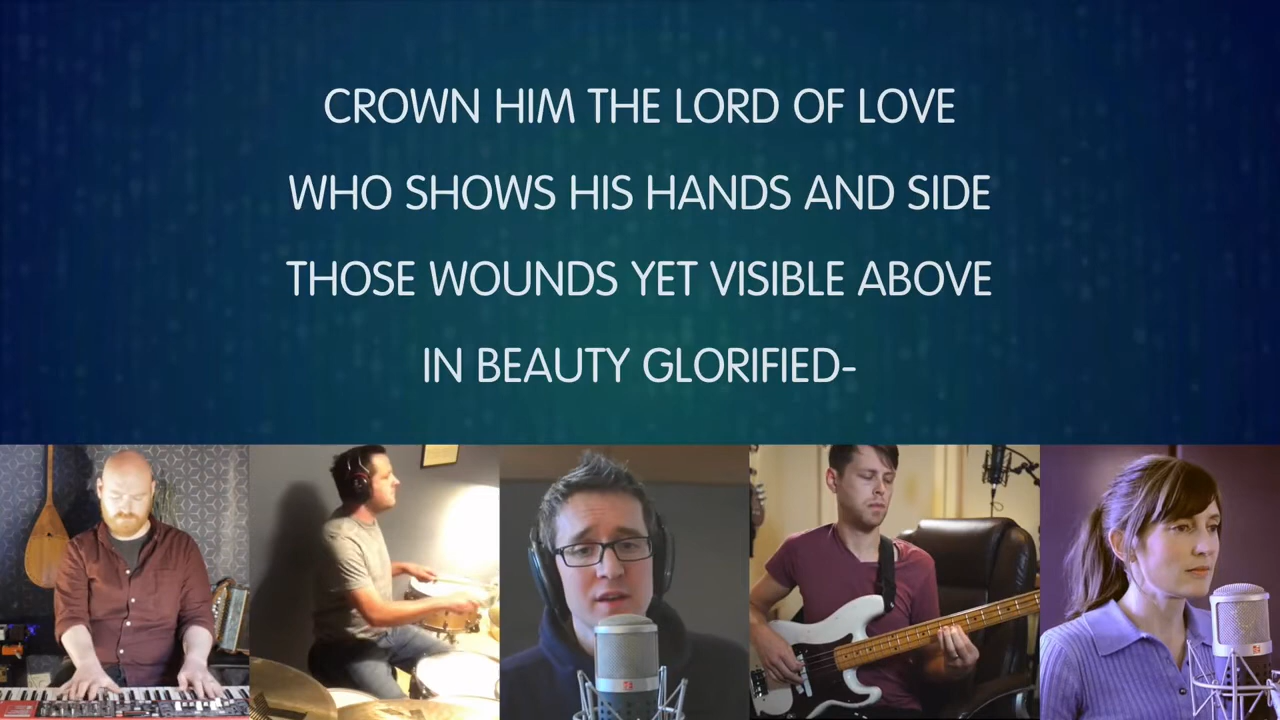 CROWN HIM THE LORD OF LOVE
WHO SHOWS HIS HANDS AND SIDE
THOSE WOUNDS YET VISIBLE ABOVE
IN BEAUTY GLORIFIED-